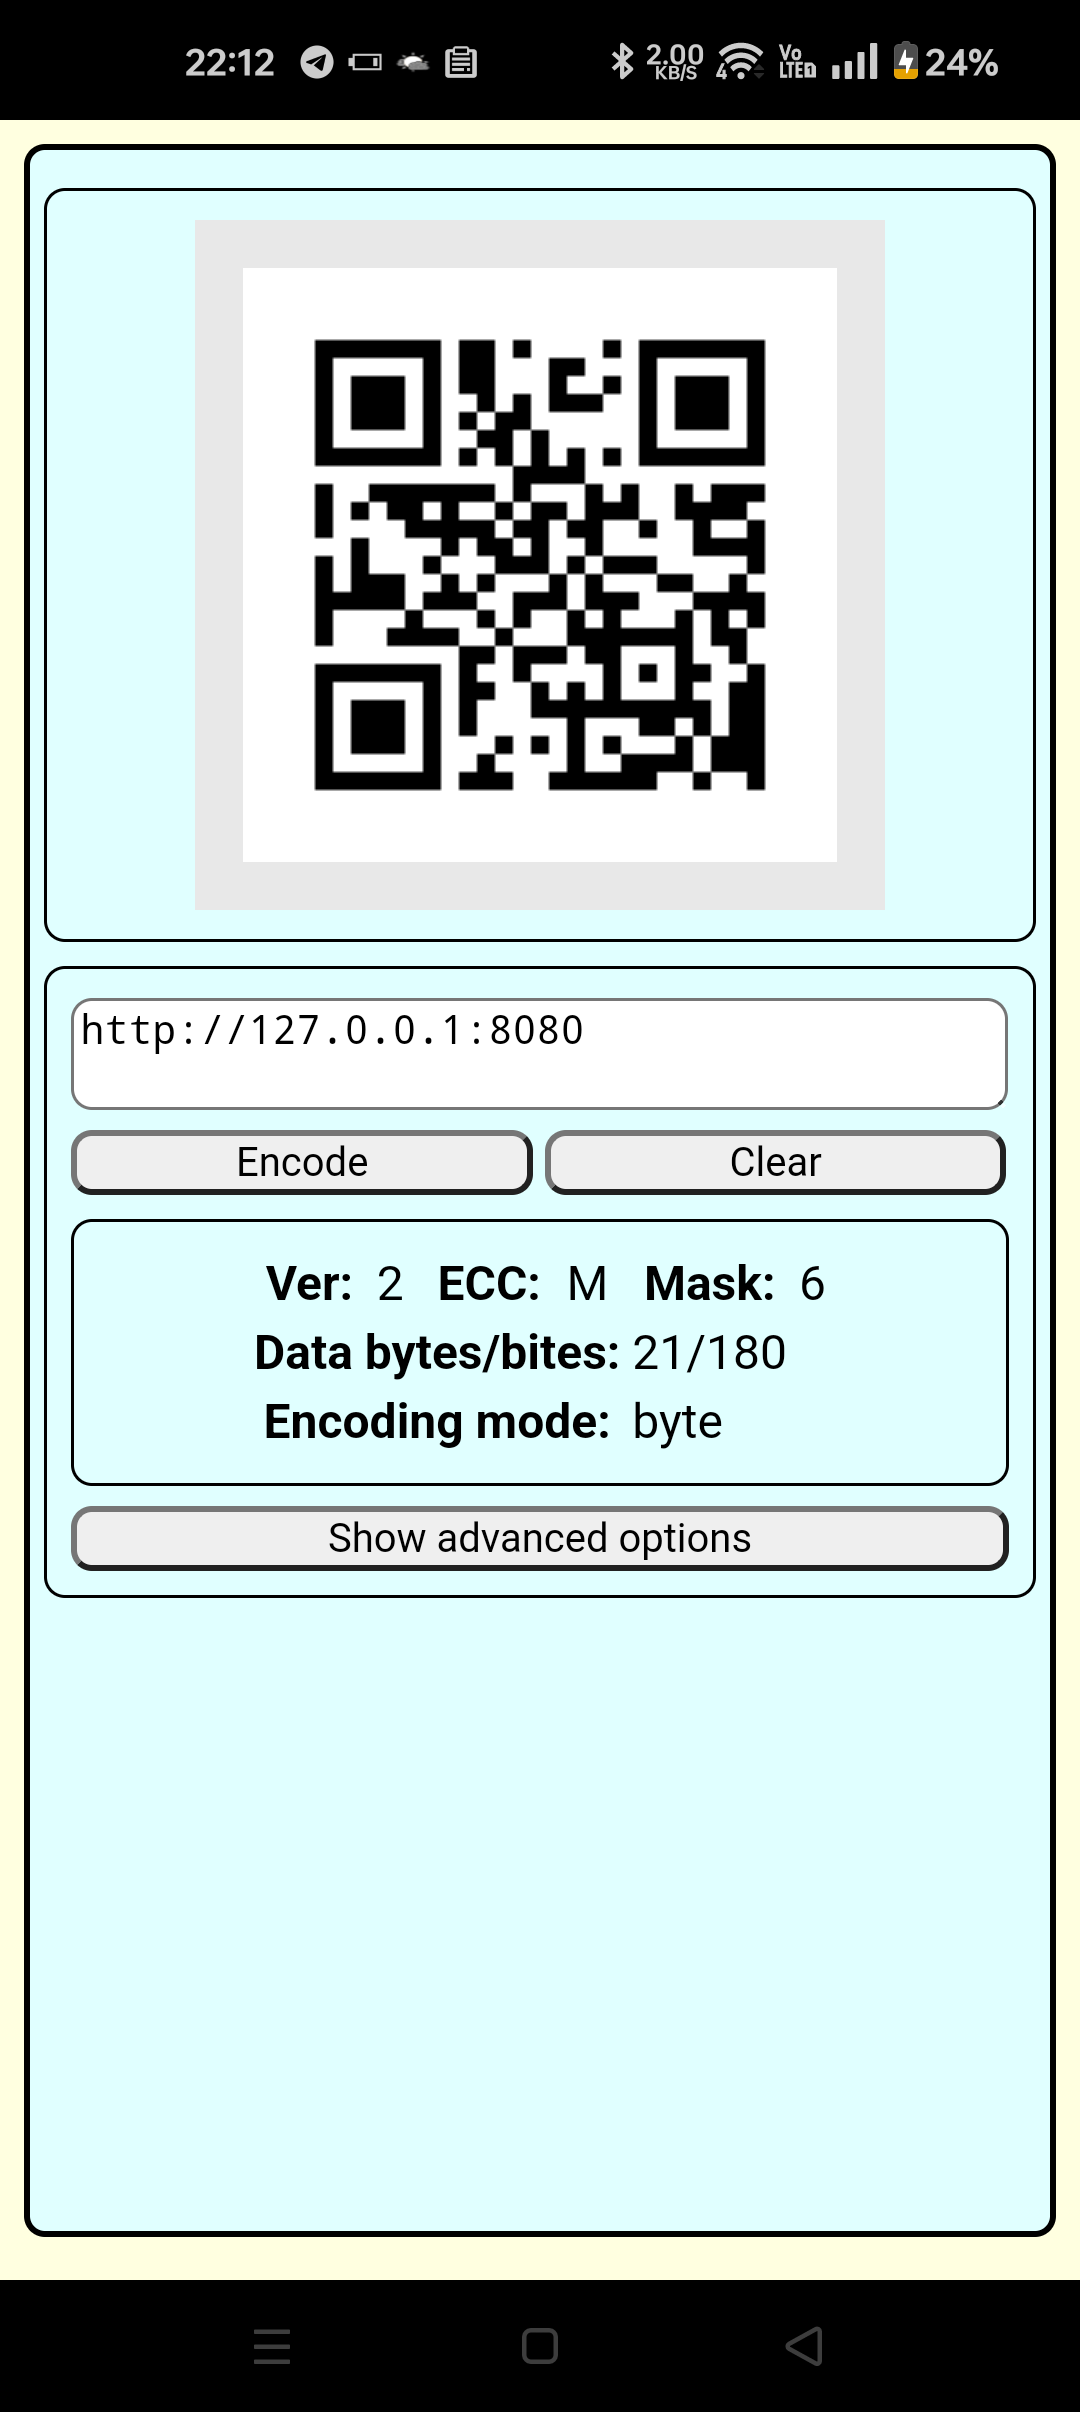 22:12 2.00 KB/S 4 Vo LTE 1 24%
http://127.0.0.1:8080
Encode Clear
Ver: 2 ECC: M Mask: 6
Data bytes/bites: 21/180
Encoding mode: byte
Show advanced options